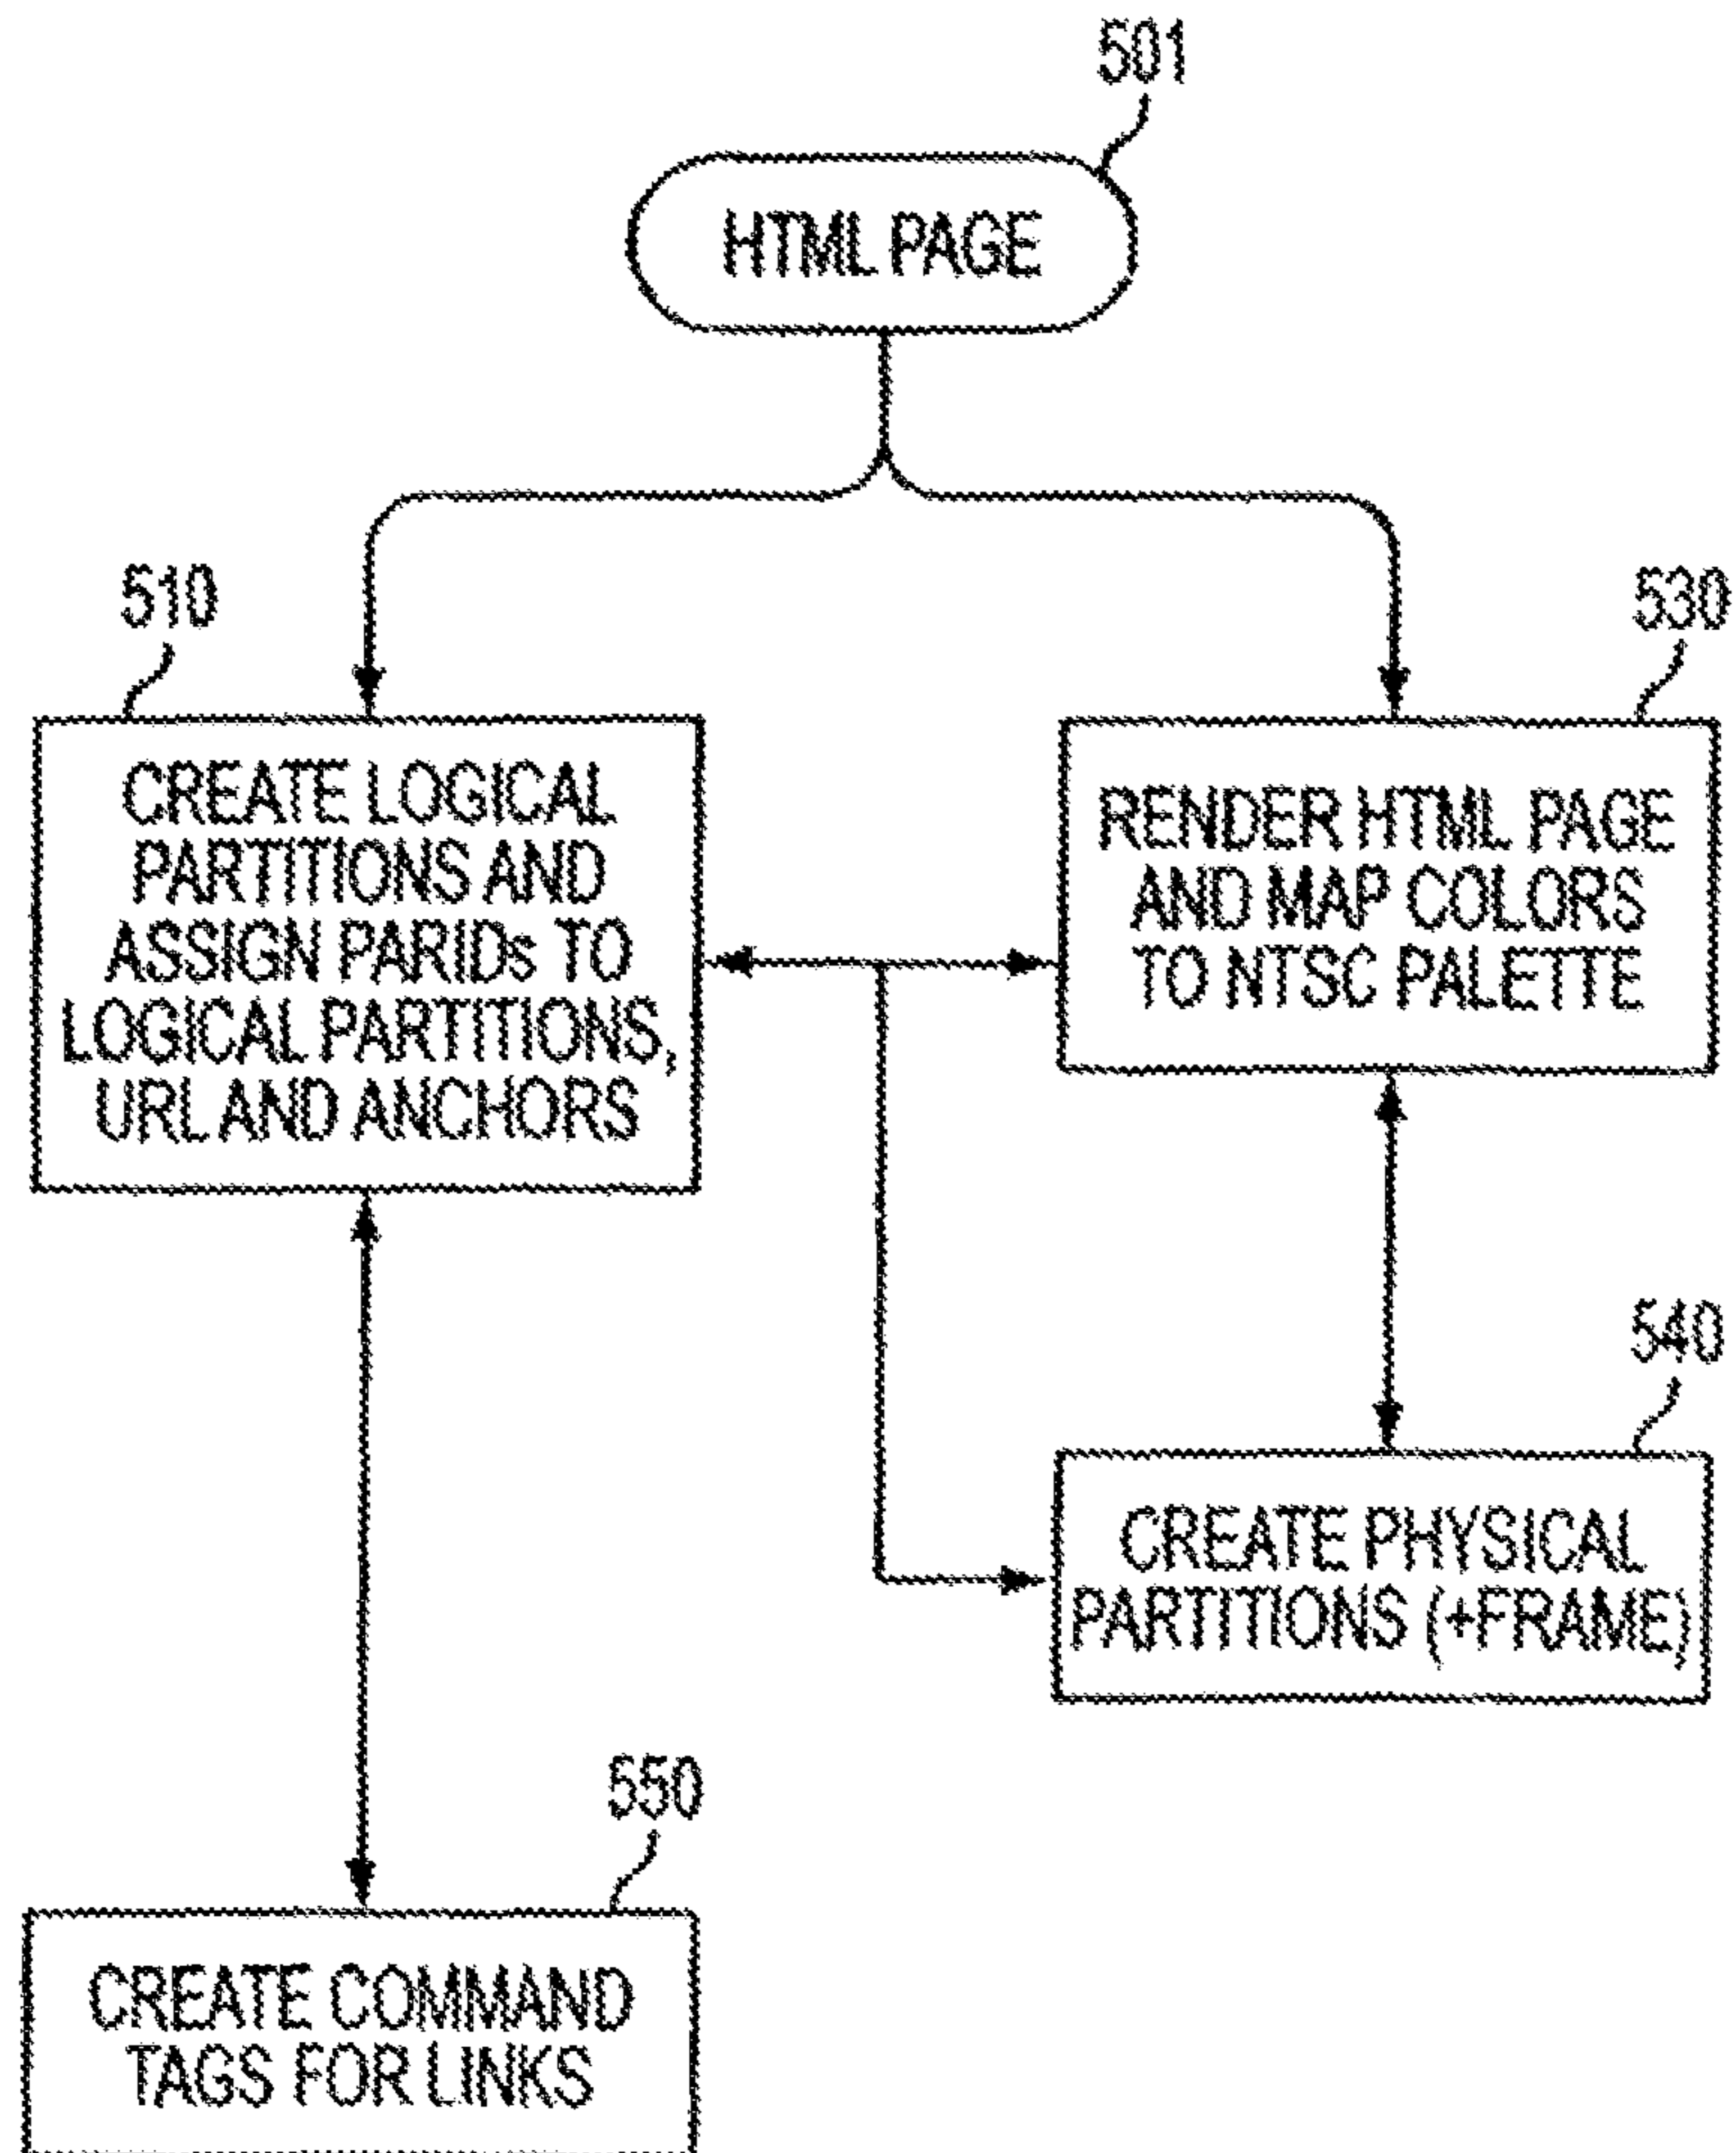 501
HTML PAGE
510
530
CREATE LOGICAL
PARTITIONS AND
ASSIGN PARIDs TO
LOGICAL PARTITIONS,
URL AND ANCHORS
RENDER HTML PAGE
AND MAP COLORS
TO NTSC PALETTE
540
CREATE PHYSICAL
PARTITIONS (+FRAME)
550
CREATE COMMAND
TAGS FOR LINKS